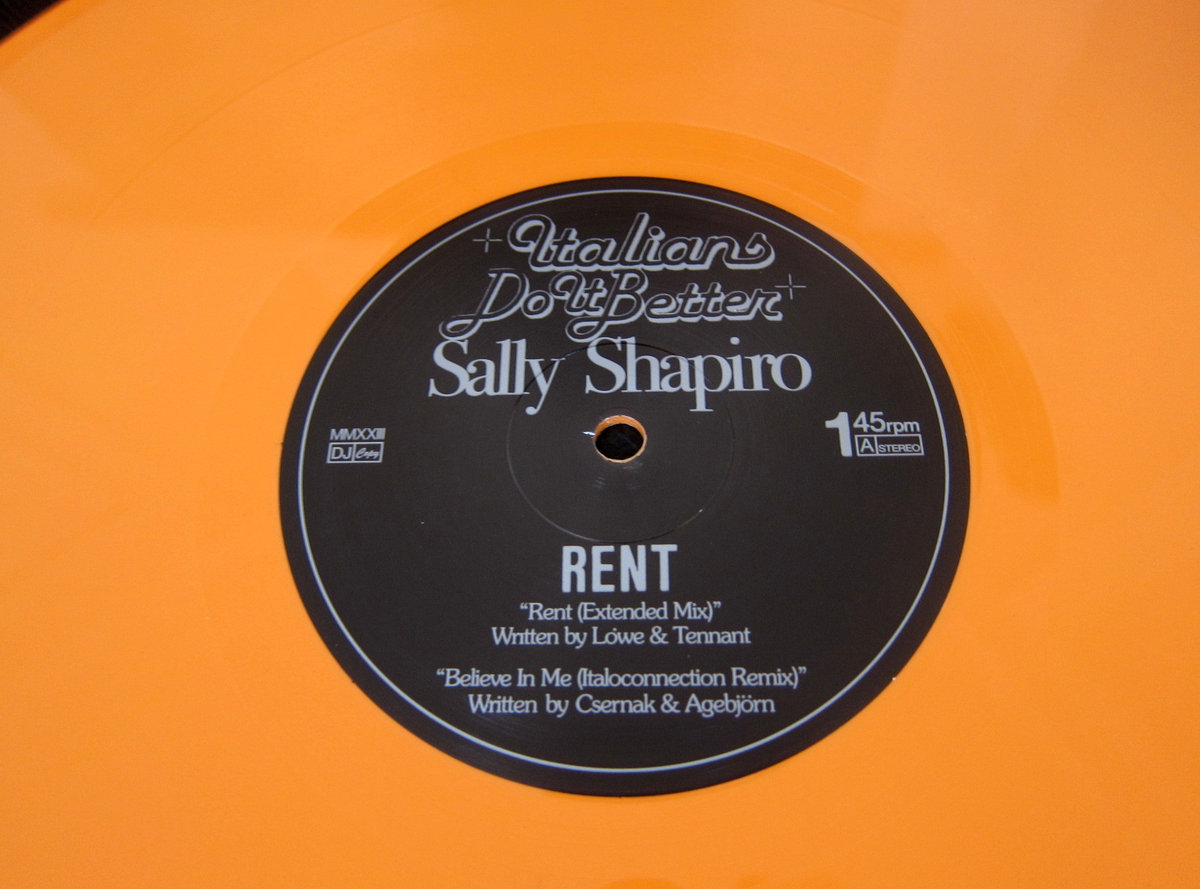 Italians
Do It Better
Sally Shapiro
MMXXIII
DJ Copy
1 45rpm
A STEREO
RENT
“Rent (Extended Mix)”
Written by Löwe & Tennant
“Believe In Me (Italoconnection Remix)”
Written by Csernak & Agebjörn